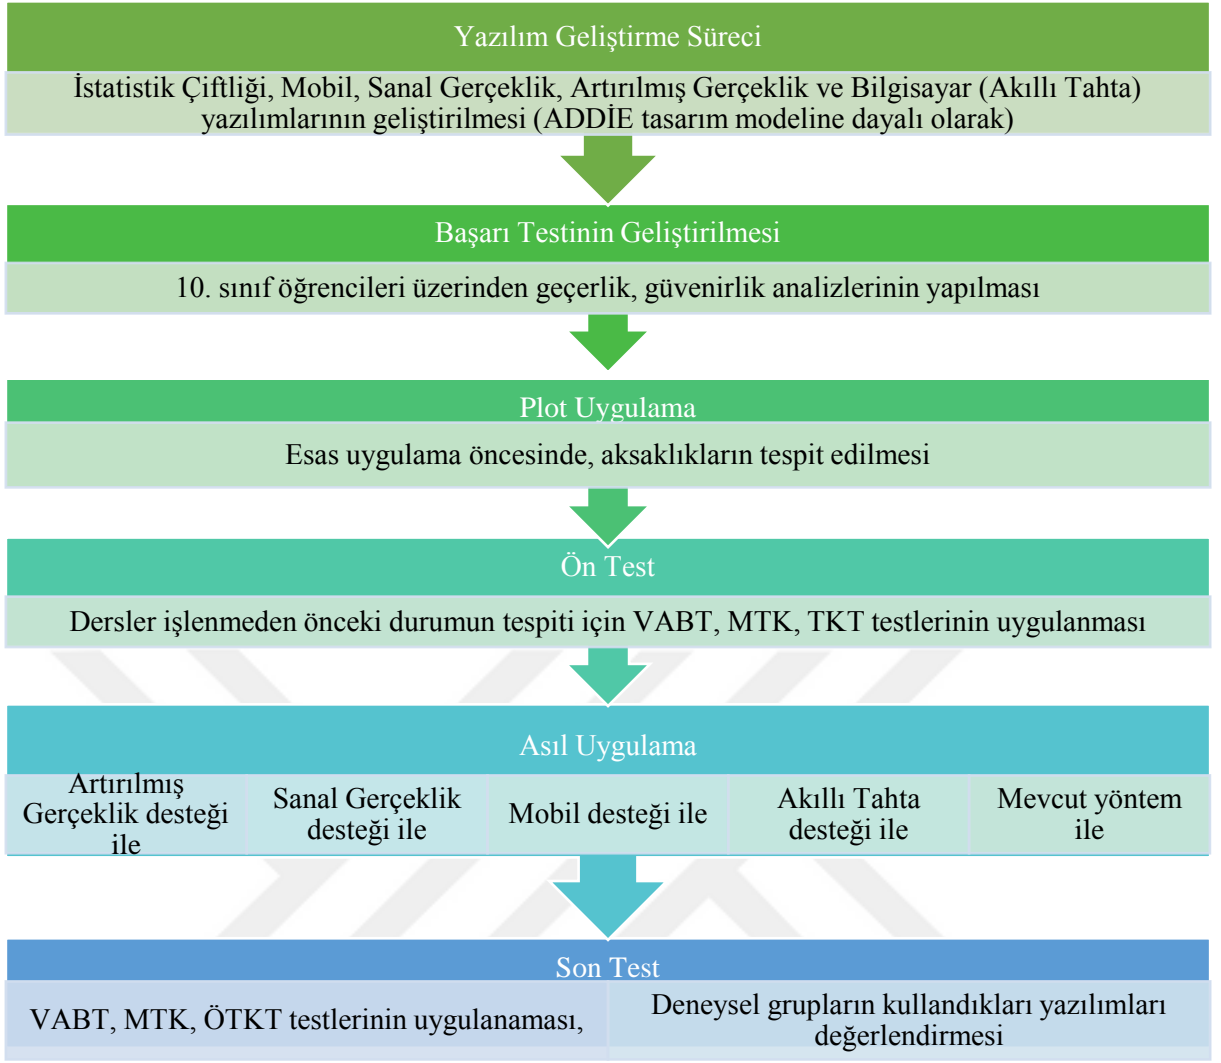 Yazılım Geliştirme Süreci
İstatistik Çiftliği, Mobil, Sanal Gerçeklik, Artırılmış Gerçeklik ve Bilgisayar (Akıllı Tahta)
yazılımlarının geliştirilmesi (ADDİE tasarım modeline dayalı olarak)
Başarı Testinin Geliştirilmesi
10. sınıf öğrencileri üzerinden geçerlik, güvenirlik analizlerinin yapılması
Plot Uygulama
Esas uygulama öncesinde, aksaklıkların tespit edilmesi
Ön Test
Dersler işlenmeden önceki durumun tespiti için VABT, MTK, TKT testlerinin uygulanması
Asıl Uygulama
Artırılmış
Gerçeklik desteği
ile
Sanal Gerçeklik
desteği ile
Mobil desteği ile
Akıllı Tahta
desteği ile
Mevcut yöntem
ile
Son Test
VABT, MTK, ÖTKT testlerinin uygulanaması,
Deneysel grupların kullandıkları yazılımları
değerlendirmesi